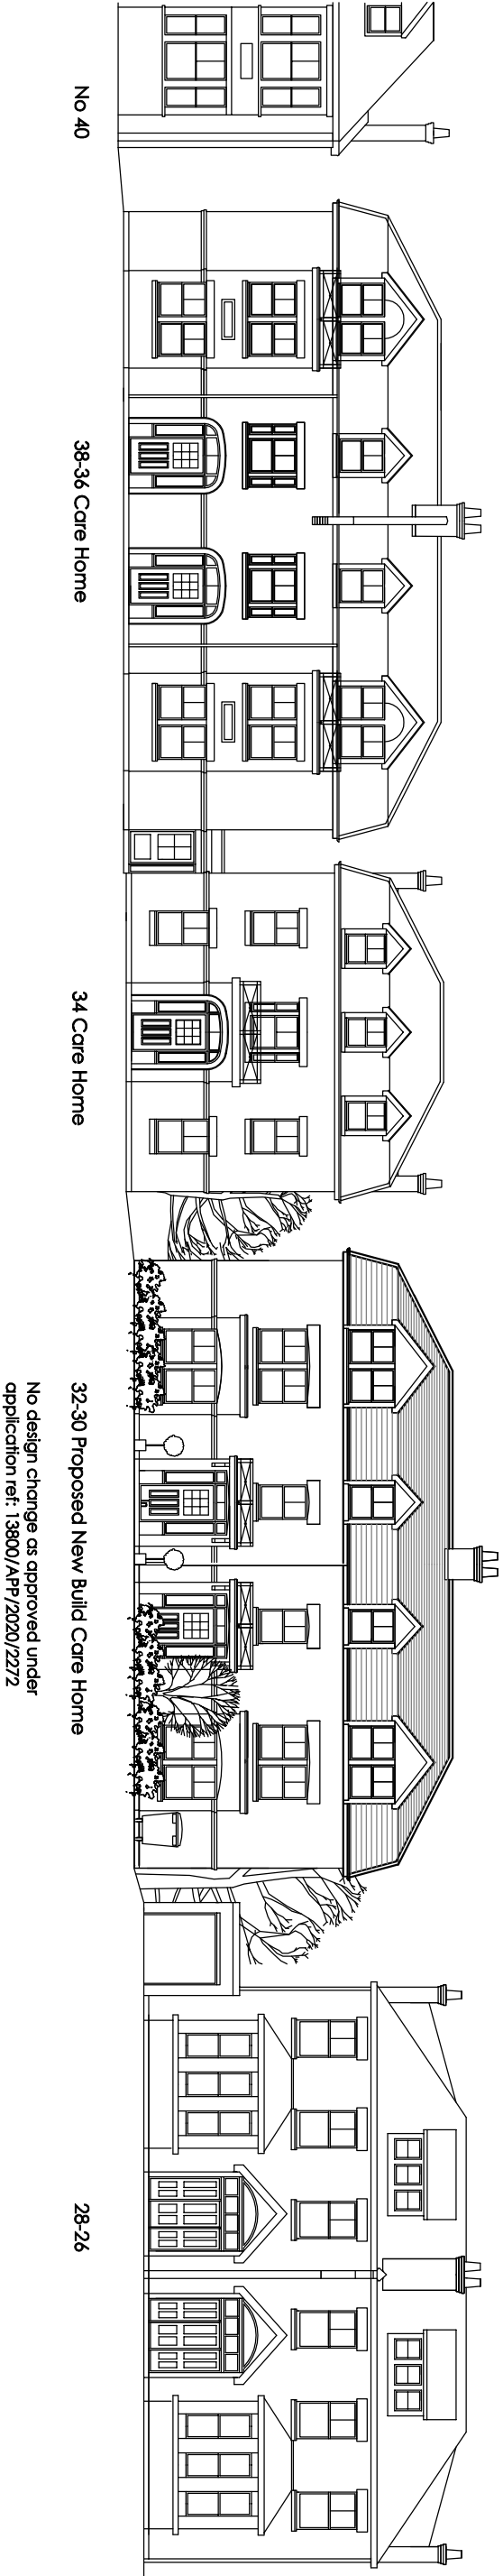 No 40
38-36 Care Home
34 Care Home
32-30 Proposed New Build Care Home
No design change as approved under
application ref: 13800/APP/2020/2272
28-26